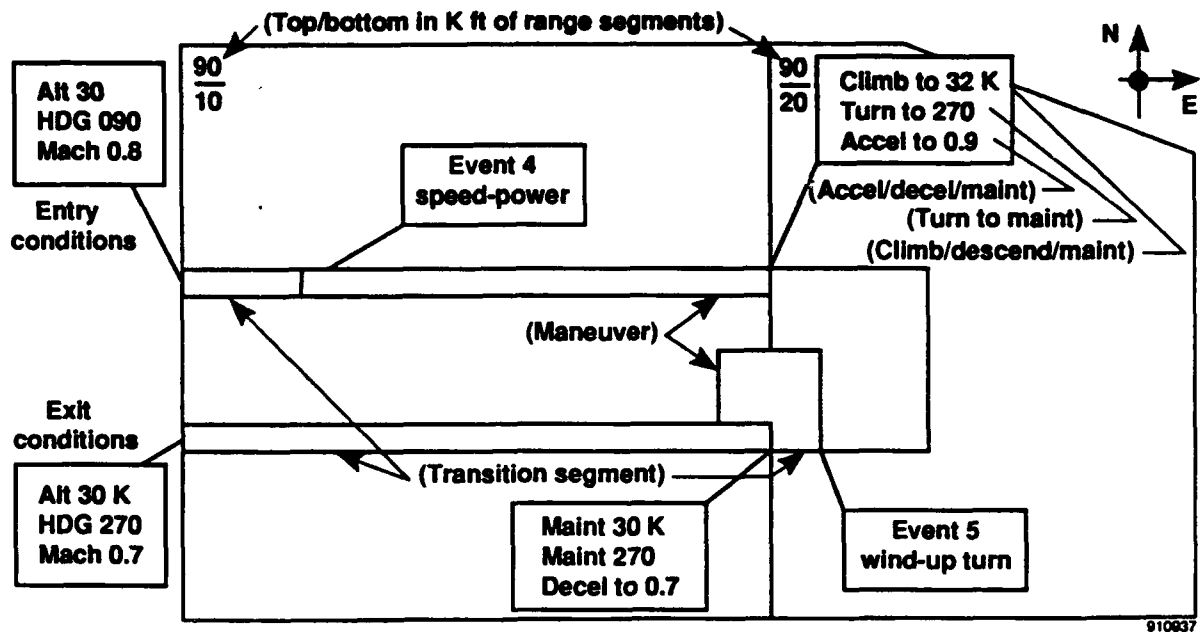 (Top/bottom in K ft of range segments)
90
10
90
20
N
E
Alt 30
HDG 090
Mach 0.8
Climb to 32 K
Turn to 270
Accel to 0.9
Event 4
speed-power
(Accel/decel/maint)
(Turn to maint)
(Climb/descend/maint)
Entry
conditions
(Maneuver)
Exit
conditions
(Transition segment)
Alt 30 K
HDG 270
Mach 0.7
Maint 30 K
Maint 270
Decel to 0.7
Event 5
wind-up turn
910937